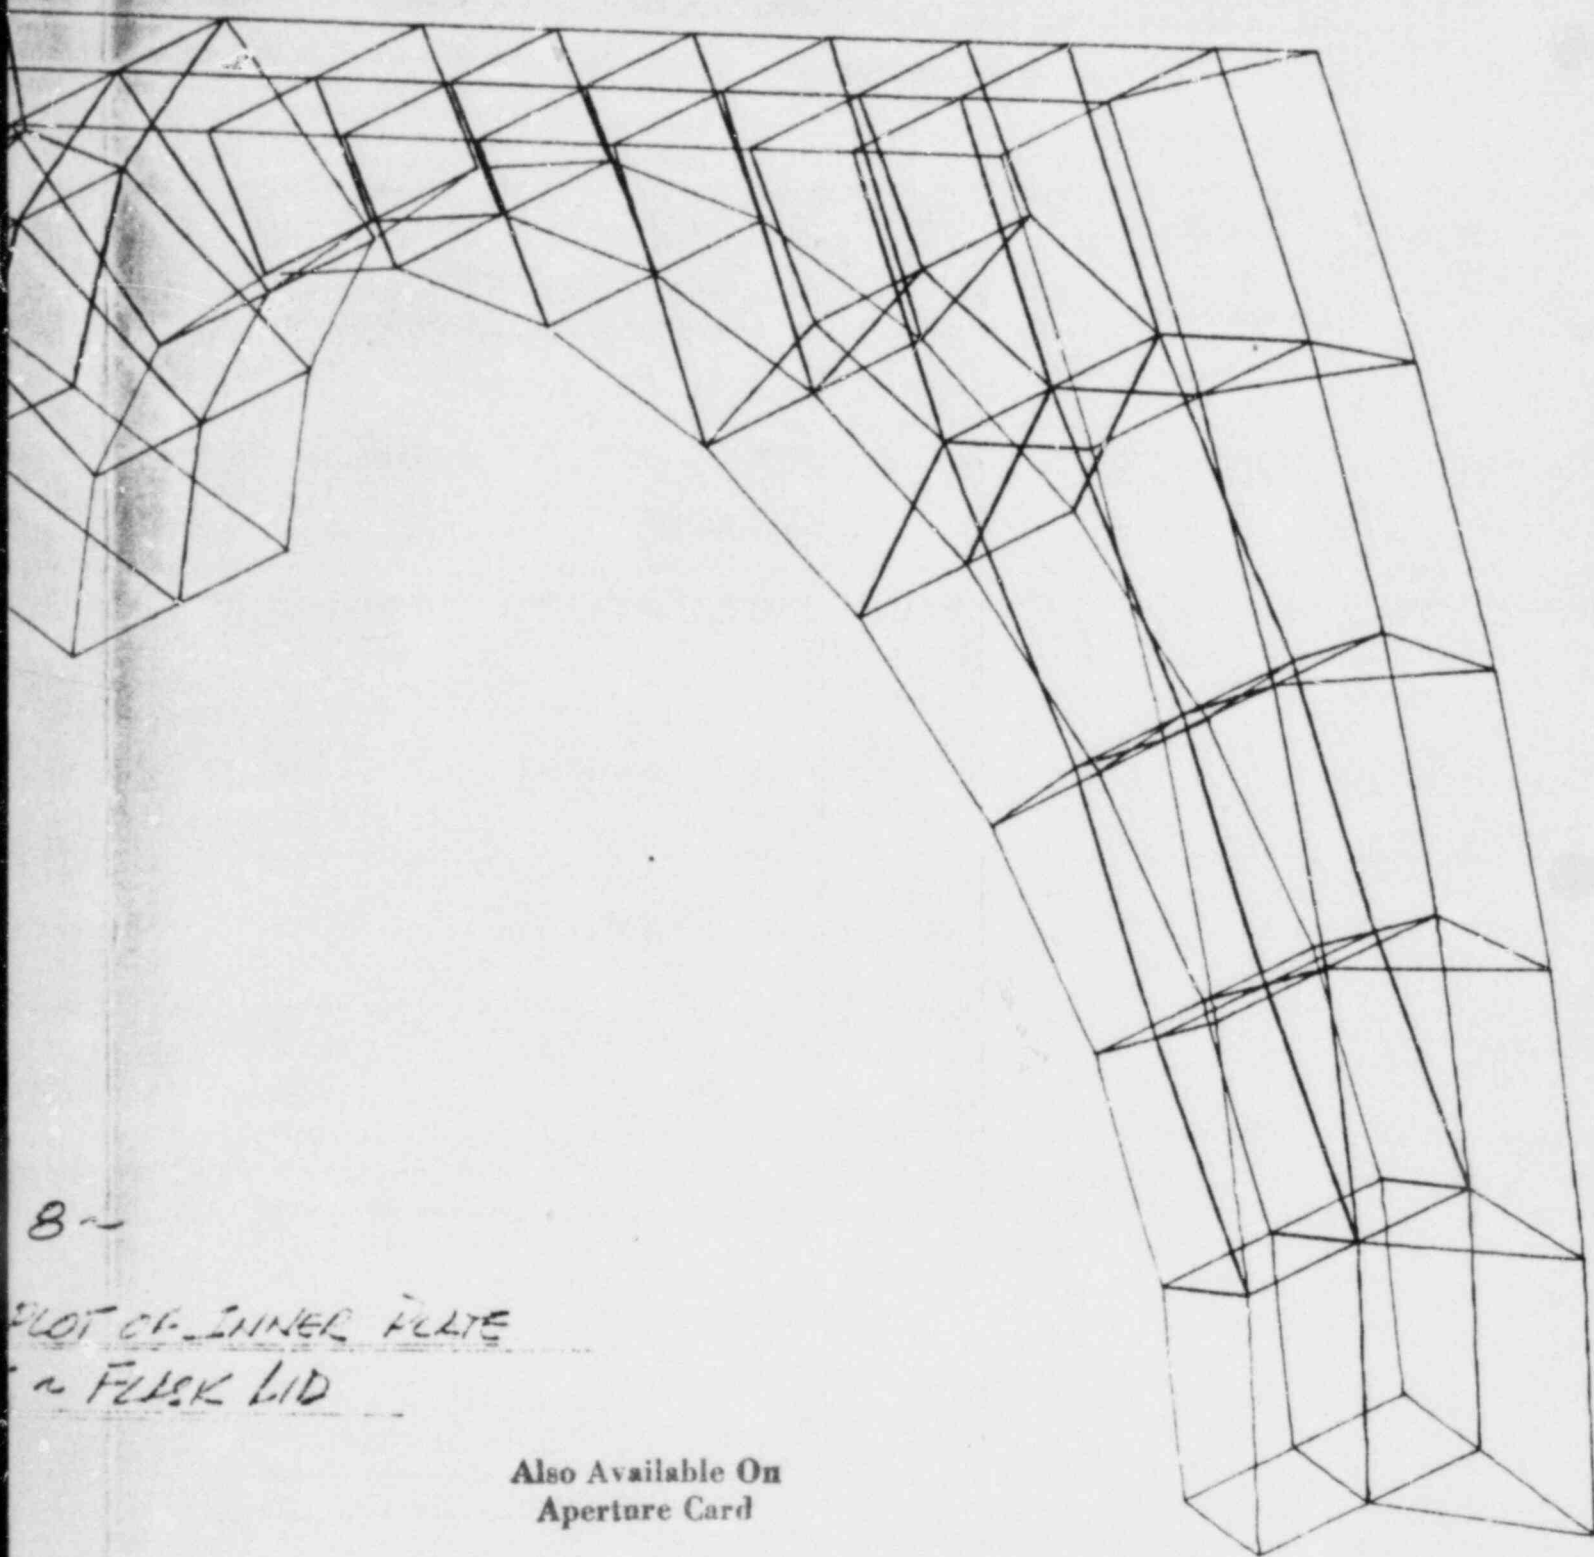 8~
PLOT OF INNER PLATE
~ FLASK LID
Also Available On
Aperture Card